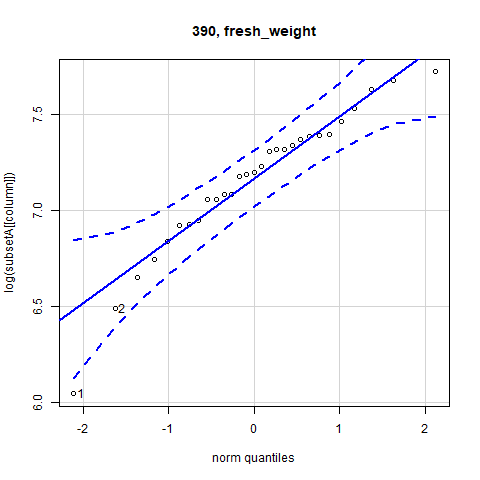 390, fresh_weight
log(subsetA[[column]])
7.5
7.0
6.5
6.0
2
1
-2 -1 0 1 2
norm quantiles